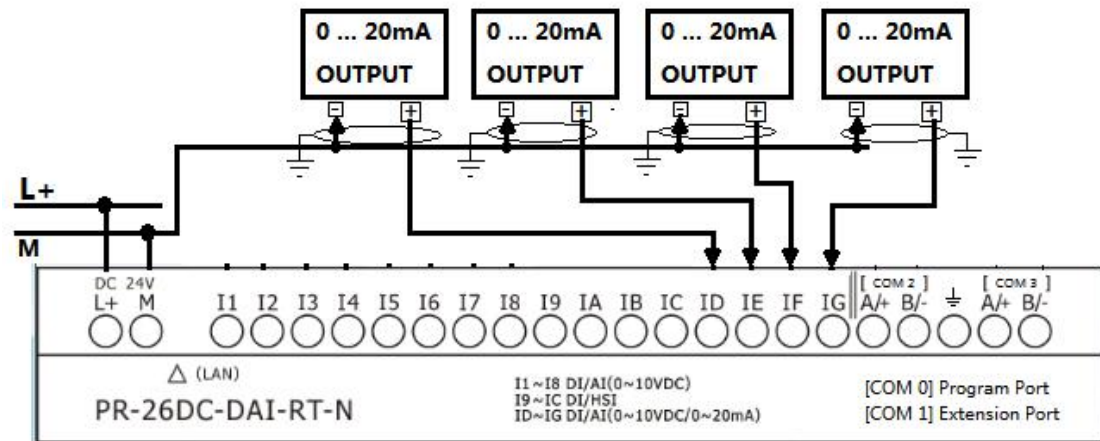 0 ... 20mA 0 ... 20mA 0 ... 20mA 0 ... 20mA
OUTPUT OUTPUT OUTPUT OUTPUT
- + - + - + - +
L+
M
DC 24V [ COM 2 ] [ COM 3 ]
L+ M I1 I2 I3 I4 I5 I6 I7 I8 I9 IA IB IC ID IE IF IG A/+ B/- A/+ B/-
(LAN)
I1~I8 DI/AI(0~10VDC) [COM 0] Program Port
PR-26DC-DAI-RT-N I9~IC DI/HSI
ID~IG DI/AI(0~10VDC/0~20mA) [COM 1] Extension Port